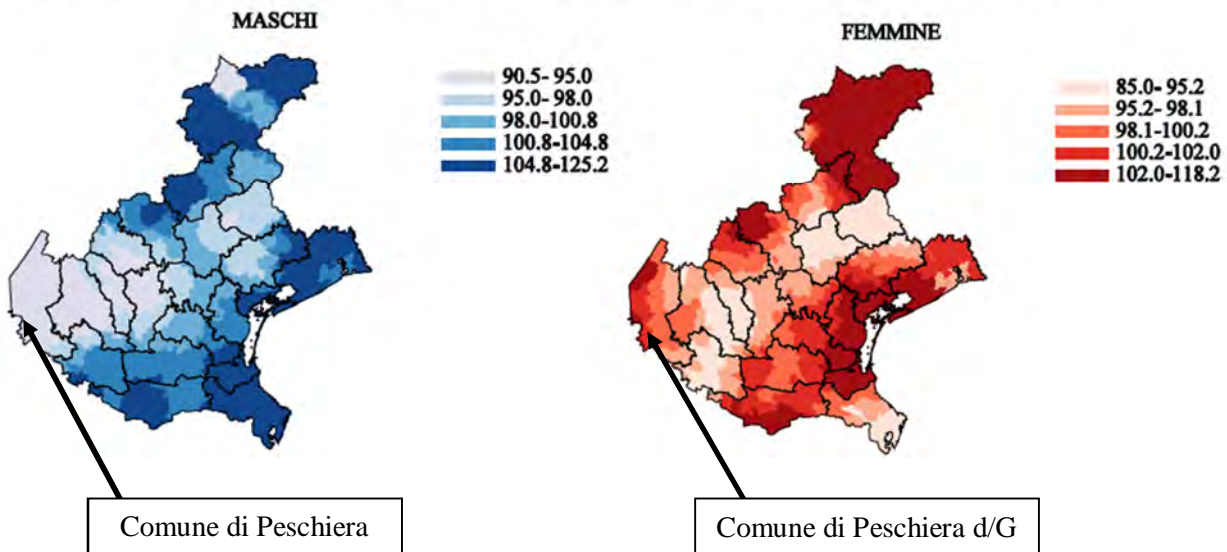 MASCHI
90.5- 95.0
95.0- 98.0
98.0-100.8
100.8-104.8
104.8-125.2
FEMMINE
85.0- 95.2
95.2- 98.1
98.1-100.2
100.2-102.0
102.0-118.2
Comune di Peschiera
Comune di Peschiera d/G